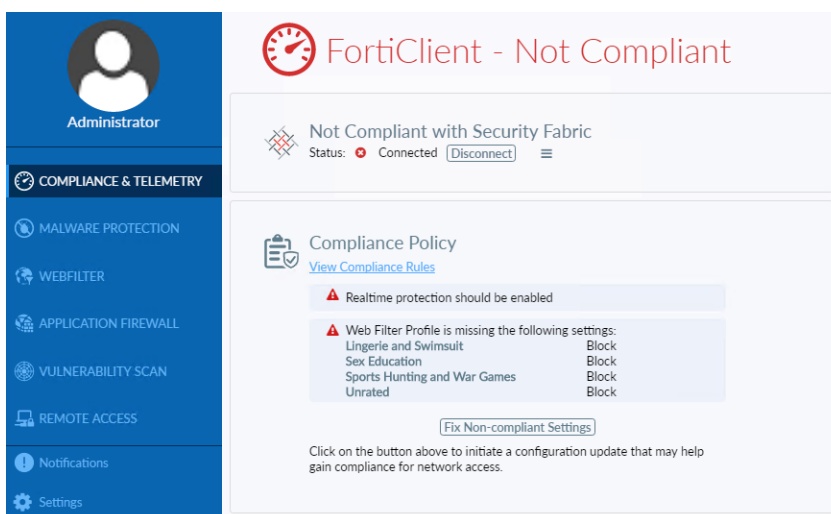 Administrator
COMPLIANCE & TELEMETRY
MALWARE PROTECTION
WEBFILTER
APPLICATION FIREWALL
VULNERABILITY SCAN
REMOTE ACCESS
Notifications
Settings
FortiClient - Not Compliant
Not Compliant with Security Fabric
Status: Connected Disconnect
Compliance Policy
View Compliance Rules
Realtime protection should be enabled
Web Filter Profile is missing the following settings:
Lingerie and Swimsuit Block
Sex Education Block
Sports Hunting and War Games Block
Unrated Block
Fix Non-compliant Settings
Click on the button above to initiate a configuration update that may help
gain compliance for network access.